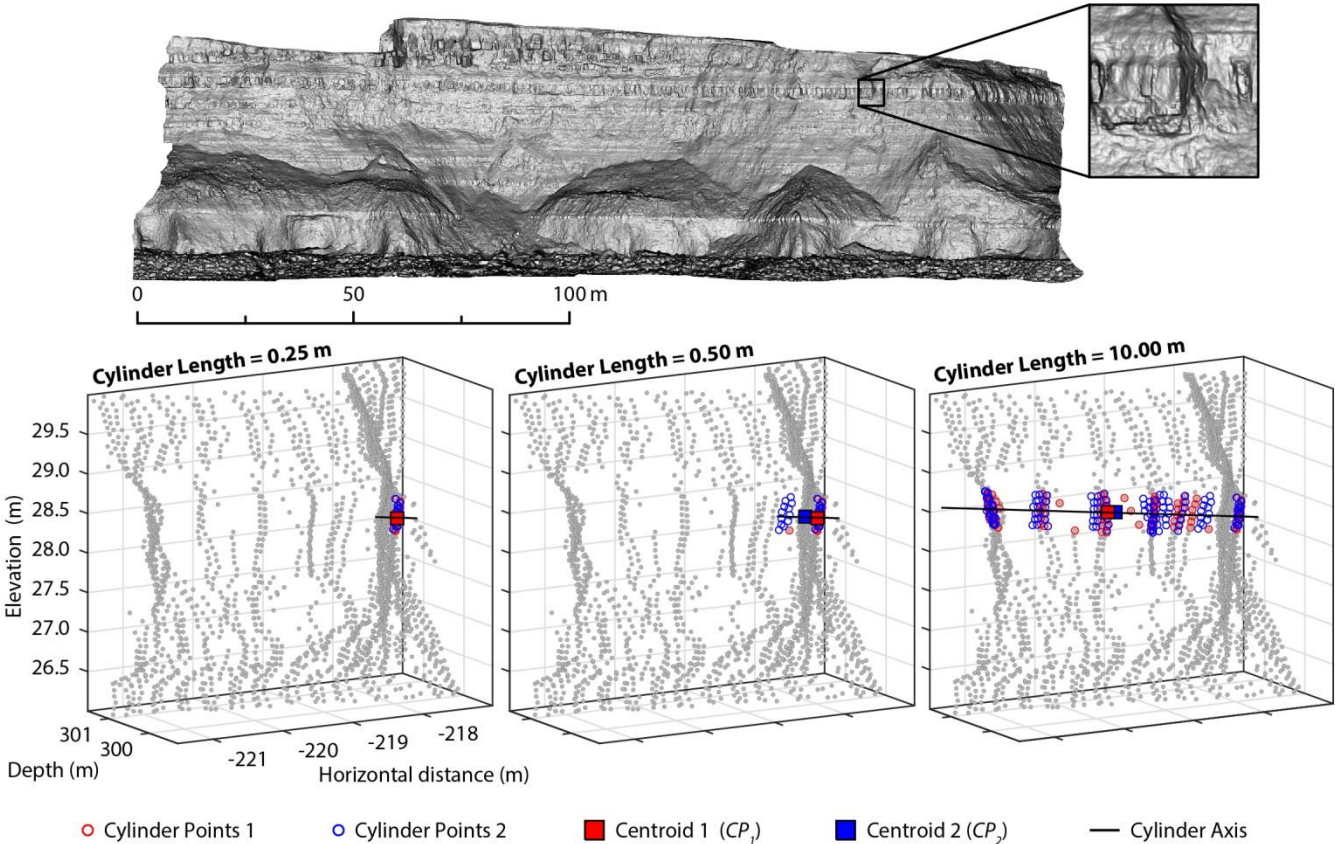 0 50 100 m
Cylinder Length = 0.25 m
Cylinder Length = 0.50 m
Cylinder Length = 10.00 m
29.5
29.0
28.5
28.0
27.5
27.0
26.5
Elevation (m)
301
300
Depth (m)
-221
-220
-219
-218
Horizontal distance (m)
Cylinder Points 1
Cylinder Points 2
Centroid 1 (CP₁)
Centroid 2 (CP₂)
Cylinder Axis